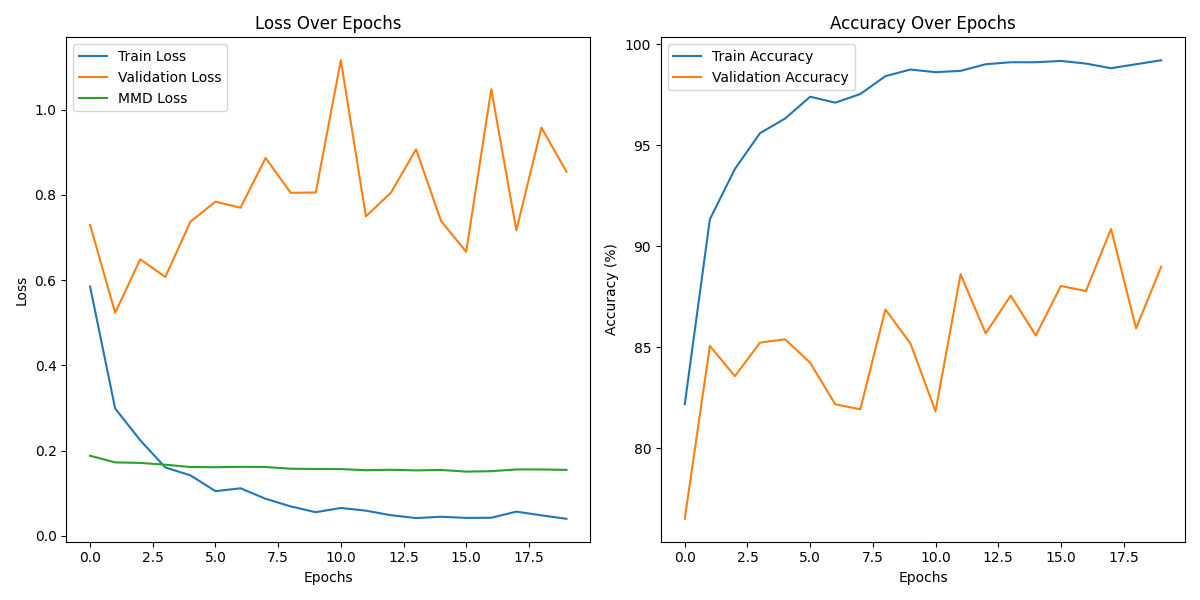 Loss Over Epochs
Train Loss
Validation Loss
MMD Loss
1.0
0.8
0.6
0.4
0.2
0.0
Loss
0.0 2.5 5.0 7.5 10.0 12.5 15.0 17.5
Epochs
Accuracy Over Epochs
Train Accuracy
Validation Accuracy
100
95
90
85
80
Accuracy (%)
0.0 2.5 5.0 7.5 10.0 12.5 15.0 17.5
Epochs